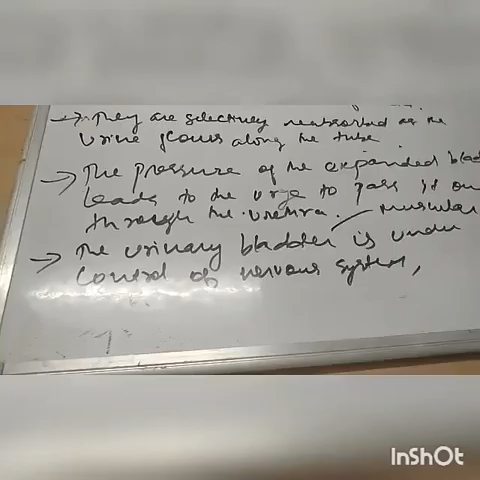 → They are selectively reabsorbed as the
urine flows along the tube.
→ The pressure of the expanded blad
leads to the urge to pass it ou
through the urethra.
muscular
→ The urinary bladder is under
control of nervous system,
InShOt